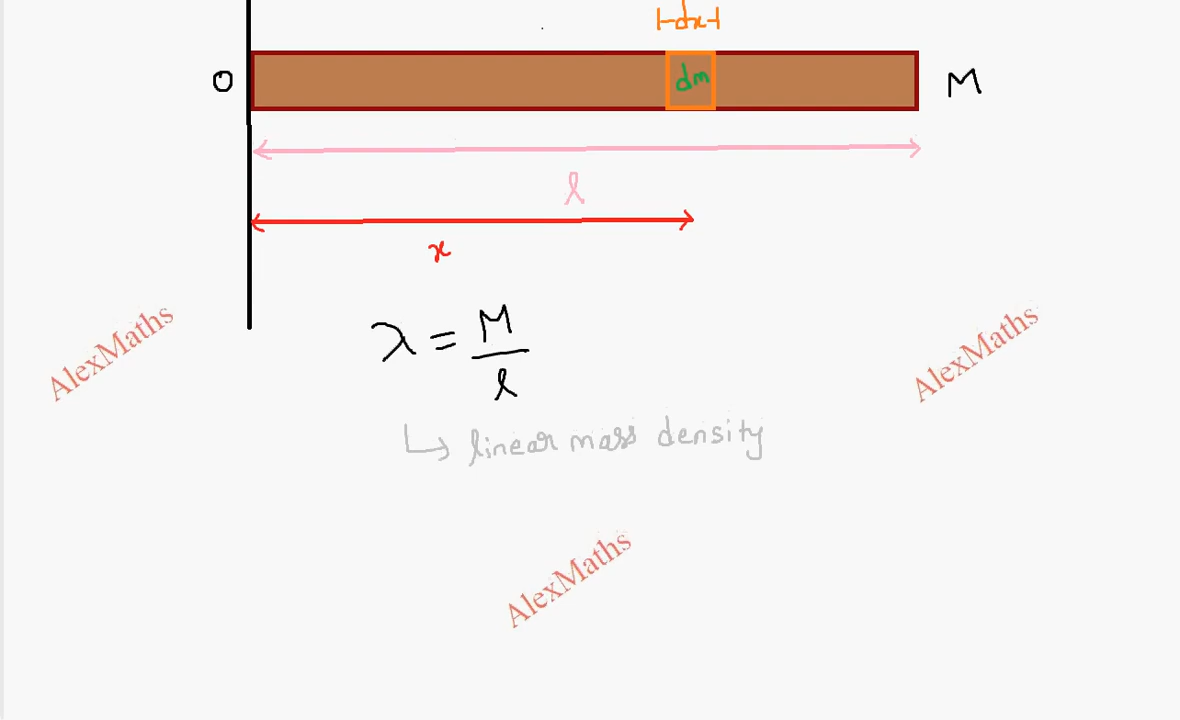 ⊢dx⊣
O dm M
l
x
λ = M/l
↳ linear mass density
AlexMaths
AlexMaths
AlexMaths